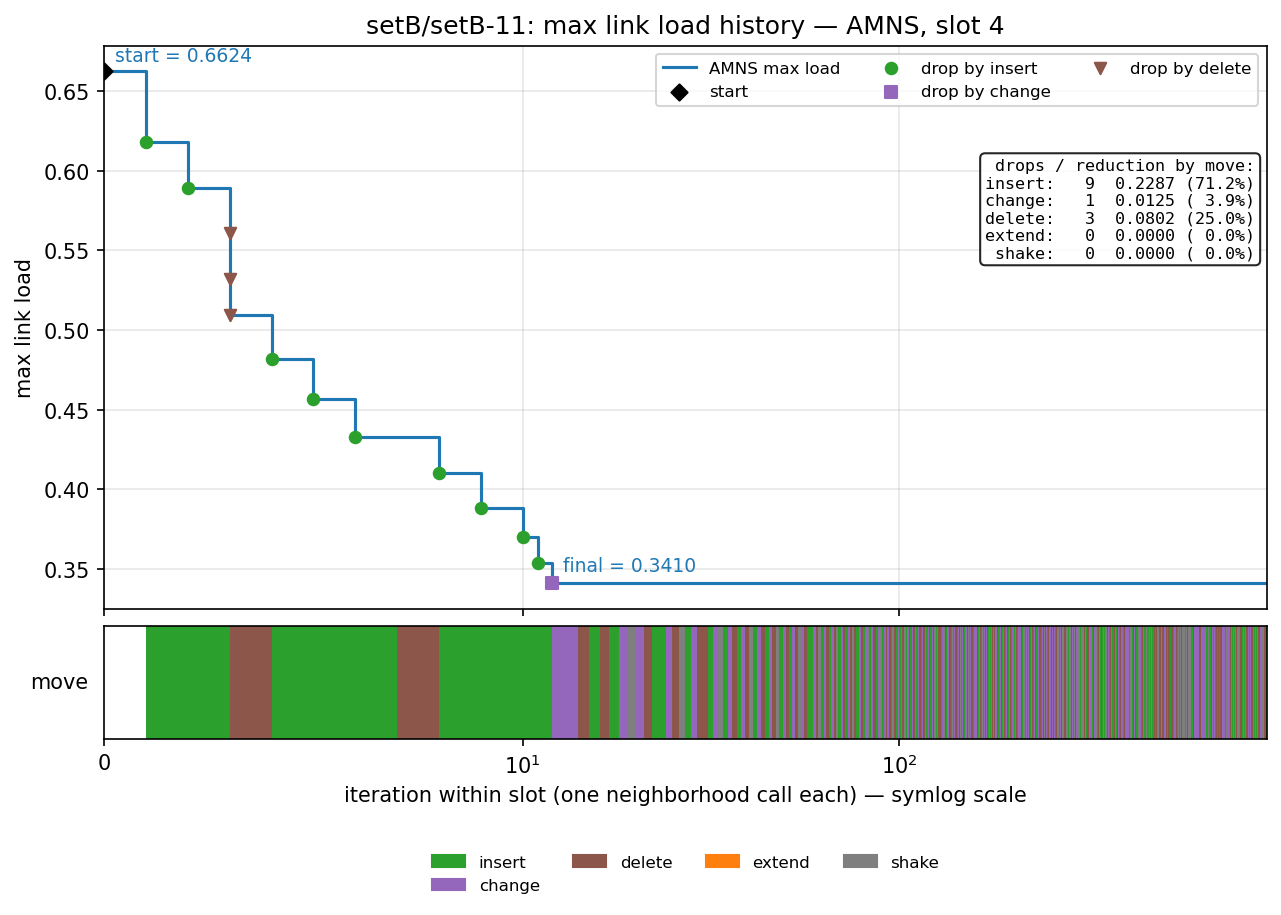 setB/setB-11: max link load history — AMNS, slot 4
start = 0.6624
AMNS max load
start
drop by insert
drop by change
drop by delete
drops / reduction by move:
insert:   9  0.2287 (71.2%)
change:   1  0.0125 ( 3.9%)
delete:   3  0.0802 (25.0%)
extend:   0  0.0000 ( 0.0%)
shake:   0  0.0000 ( 0.0%)
max link load
0.65
0.60
0.55
0.50
0.45
0.40
0.35
final = 0.3410
move
0
10¹
10²
iteration within slot (one neighborhood call each) — symlog scale
insert
delete
extend
shake
change